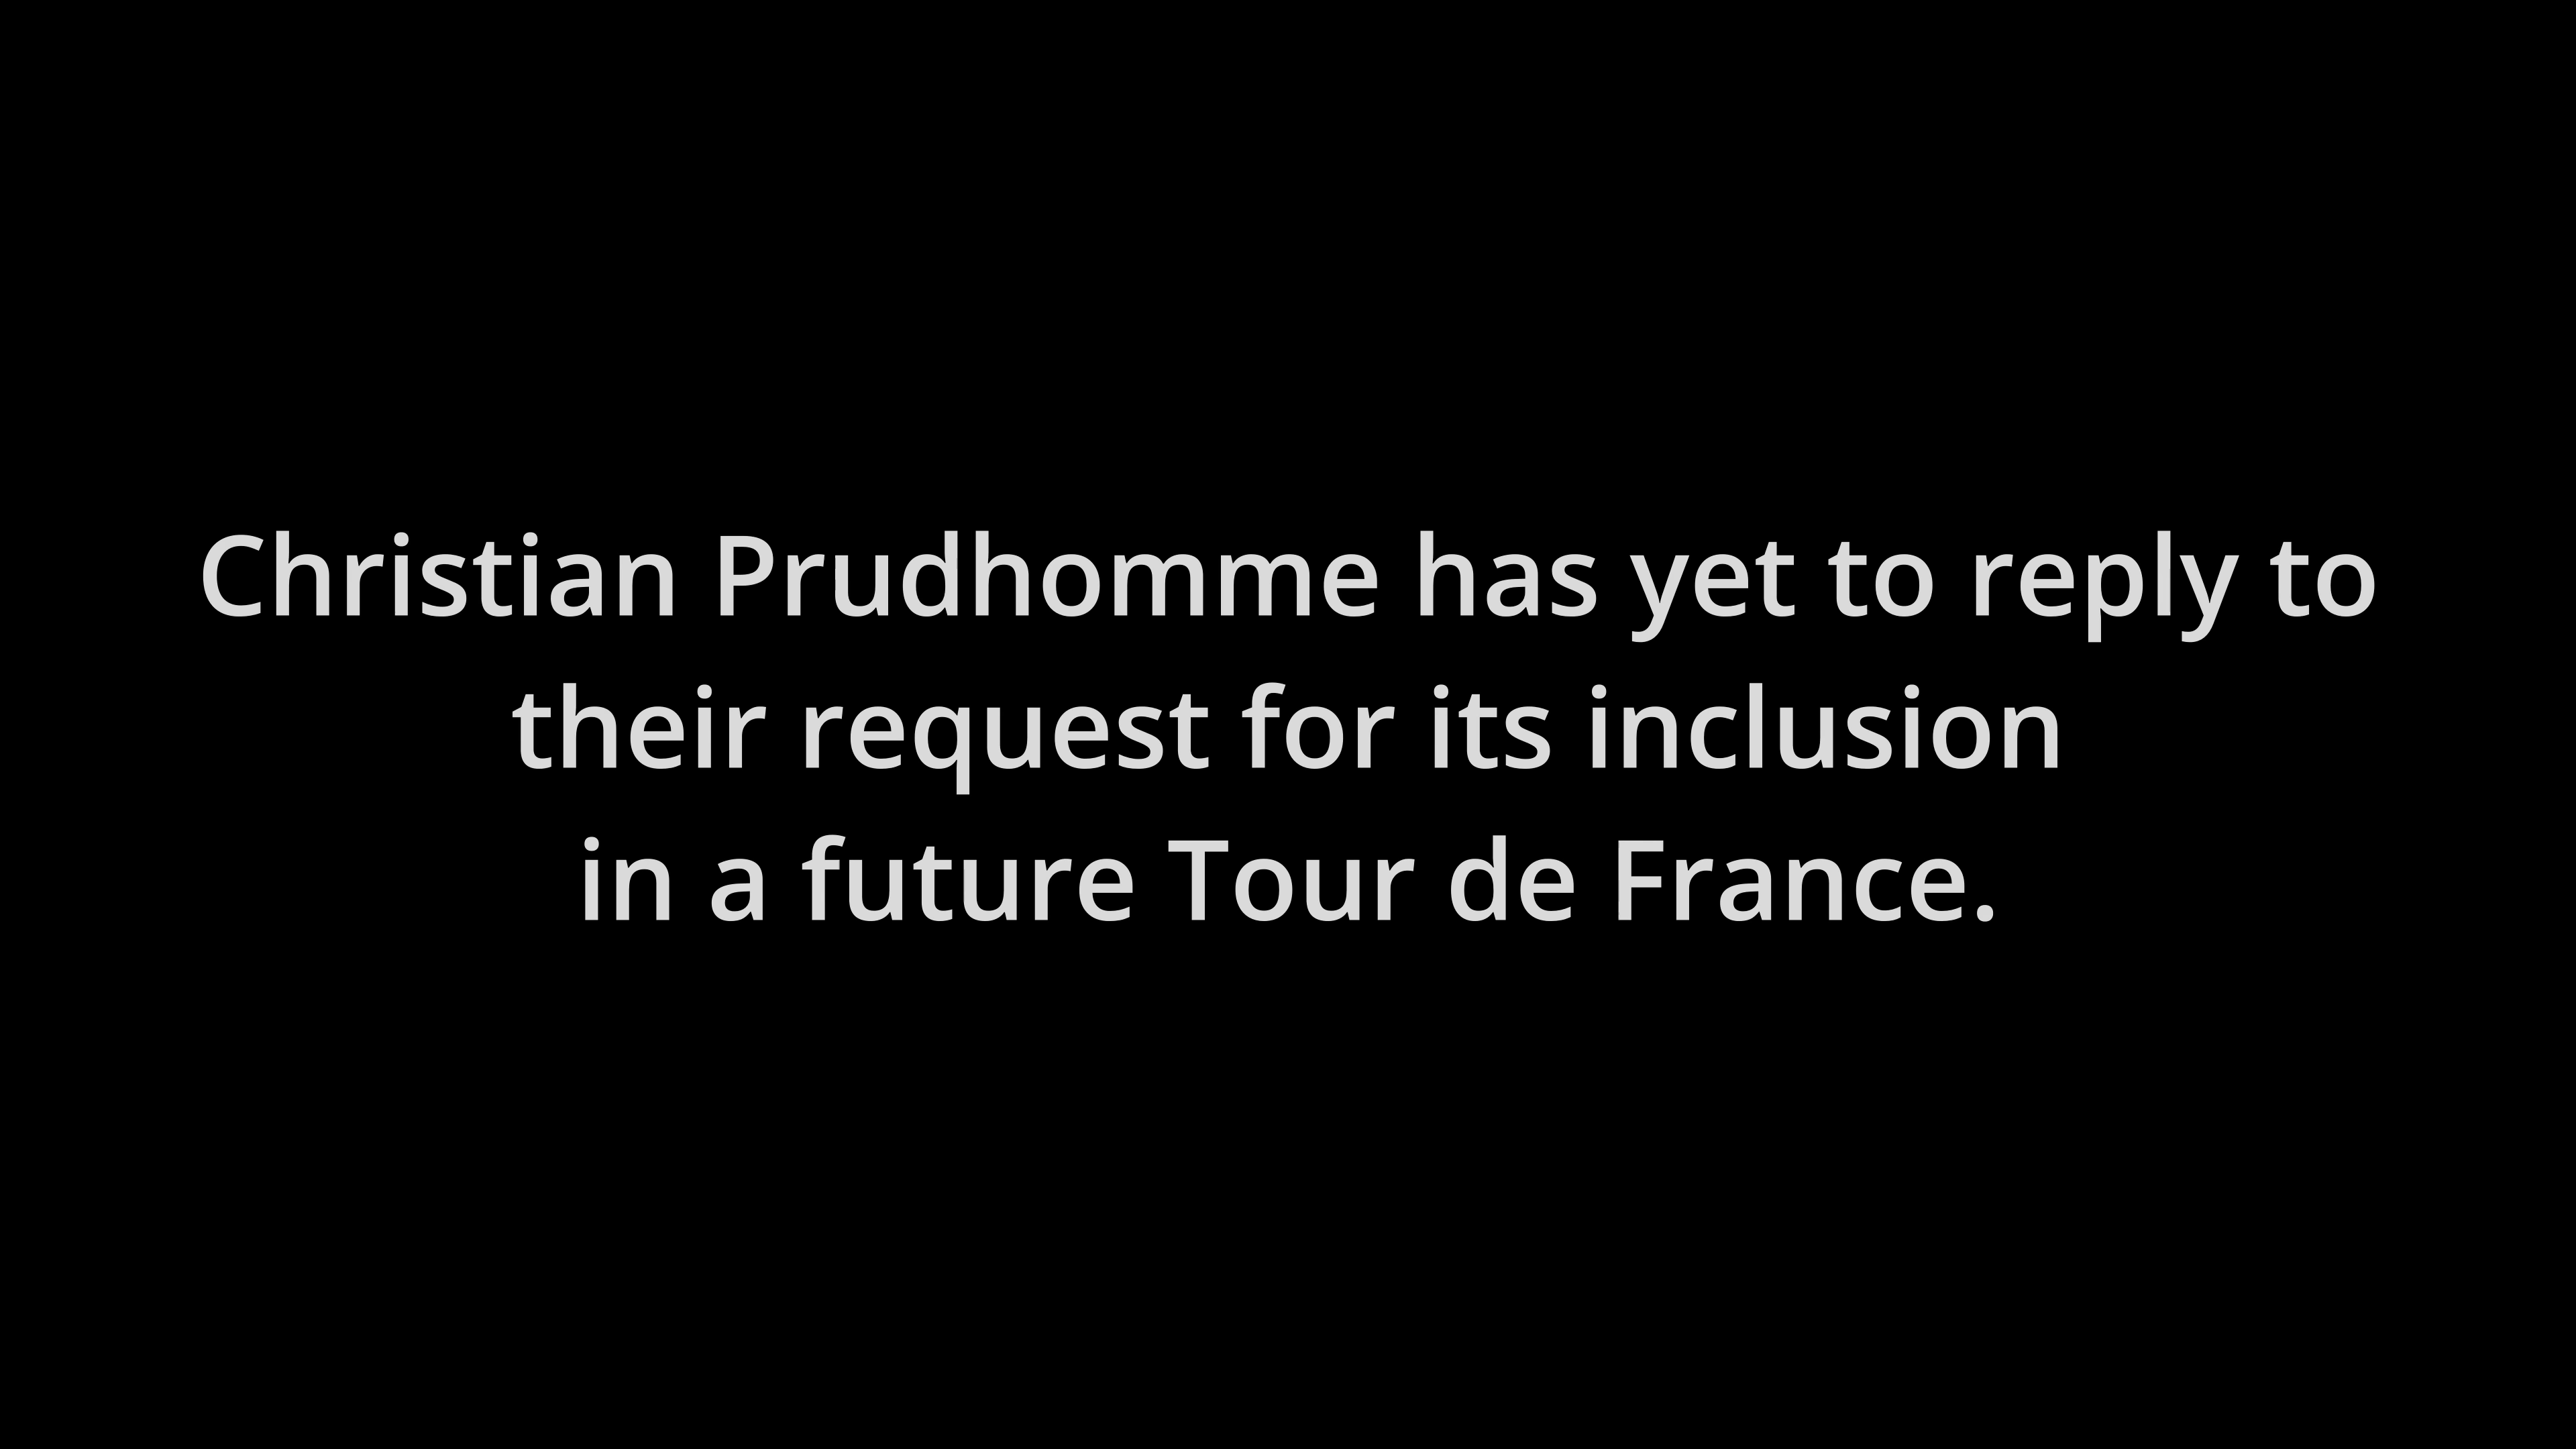 Christian Prudhomme has yet to reply to
their request for its inclusion
in a future Tour de France.